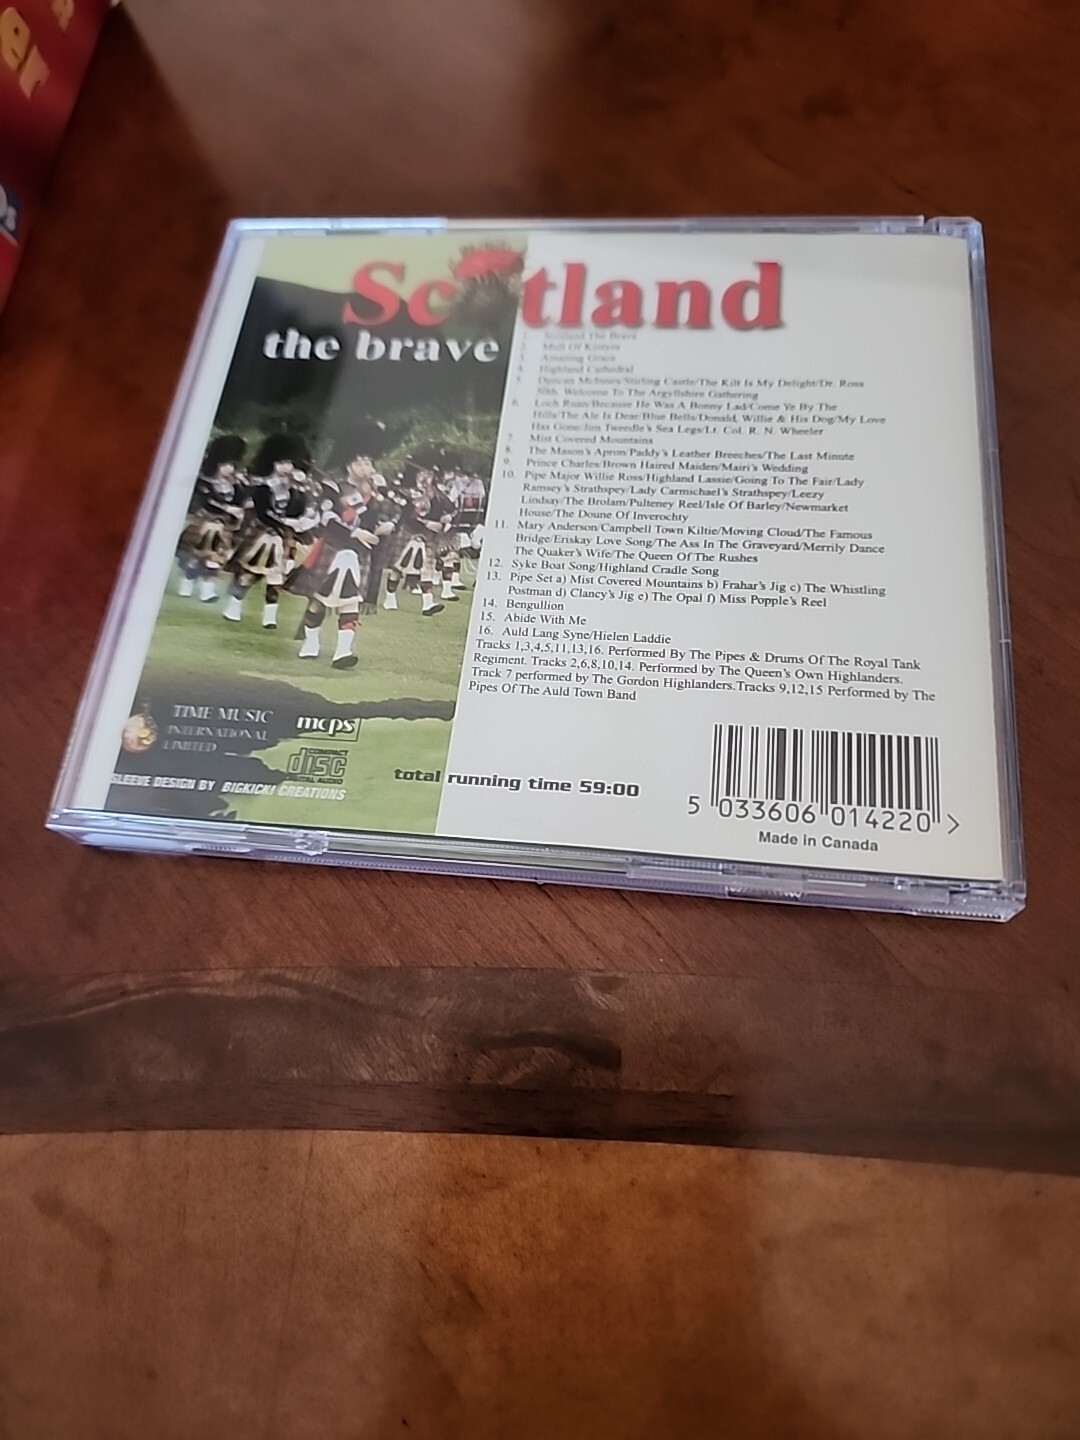 Scotland
the brave
1. Scotland The Brave
2. Mull Of Kintyre
3. Amazing Grace
4. Highland Cathedral
5. Duncan McInnes/Stirling Castle/The Kilt Is My Delight/Dr. Ross
50th. Welcome To The Argyllshire Gathering
6. Loch Ruan/Because He Was A Bonny Lad/Come Ye By The
Hills/The Ale Is Dear/Blue Bells/Donald, Willie & His Dog/My Love
Has Gone/Jim Tweedle's Sea Legs/Lt. Col. R. N. Wheeler
7. Mist Covered Mountains
8. The Mason's Apron/Paddy's Leather Breeches/The Last Minute
9. Prince Charles/Brown Haired Maiden/Mairi's Wedding
10. Pipe Major Willie Ross/Highland Lassie/Going To The Fair/Lady
Ramsey's Strathspey/Lady Carmichael's Strathspey/Leezy
Lindsay/The Brolam/Pulteney Reel/Isle Of Barley/Newmarket
House/The Doune Of Inverochty
11. Mary Anderson/Campbell Town Kiltie/Moving Cloud/The Famous
Bridge/Eriskay Love Song/The Ass In The Graveyard/Merrily Dance
The Quaker's Wife/The Queen Of The Rushes
12. Syke Boat Song/Highland Cradle Song
13. Pipe Set a) Mist Covered Mountains b) Frahar's Jig c) The Whistling
Postman d) Clancy's Jig e) The Opal f) Miss Popple's Reel
14. Bengullion
15. Abide With Me
16. Auld Lang Syne/Hielen Laddie
Tracks 1,3,4,5,11,13,16. Performed By The Pipes & Drums Of The Royal Tank
Regiment. Tracks 2,6,8,10,14. Performed by The Queen's Own Highlanders.
Track 7 performed by The Gordon Highlanders.Tracks 9,12,15 Performed by The
Pipes Of The Auld Town Band
TIME MUSIC
INTERNATIONAL
LIMITED
mcps
COMPACT
disc
DIGITAL AUDIO
SLEEVE DESIGN BY BIGKICK! CREATIONS
total running time 59:00
5 033606 014220 >
Made in Canada